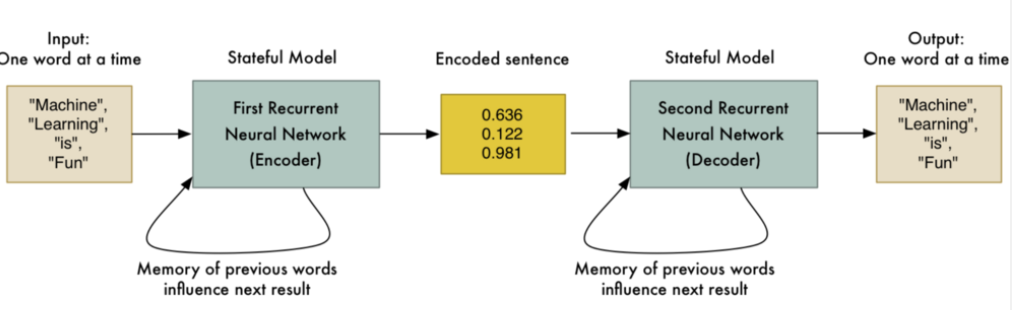 Input:
One word at a time
"Machine",
"Learning",
"is",
"Fun"
Stateful Model
First Recurrent
Neural Network
(Encoder)
Memory of previous words
influence next result
Encoded sentence
0.636
0.122
0.981
Stateful Model
Second Recurrent
Neural Network
(Decoder)
Memory of previous words
influence next result
Output:
One word at a time
"Machine",
"Learning",
"is",
"Fun"